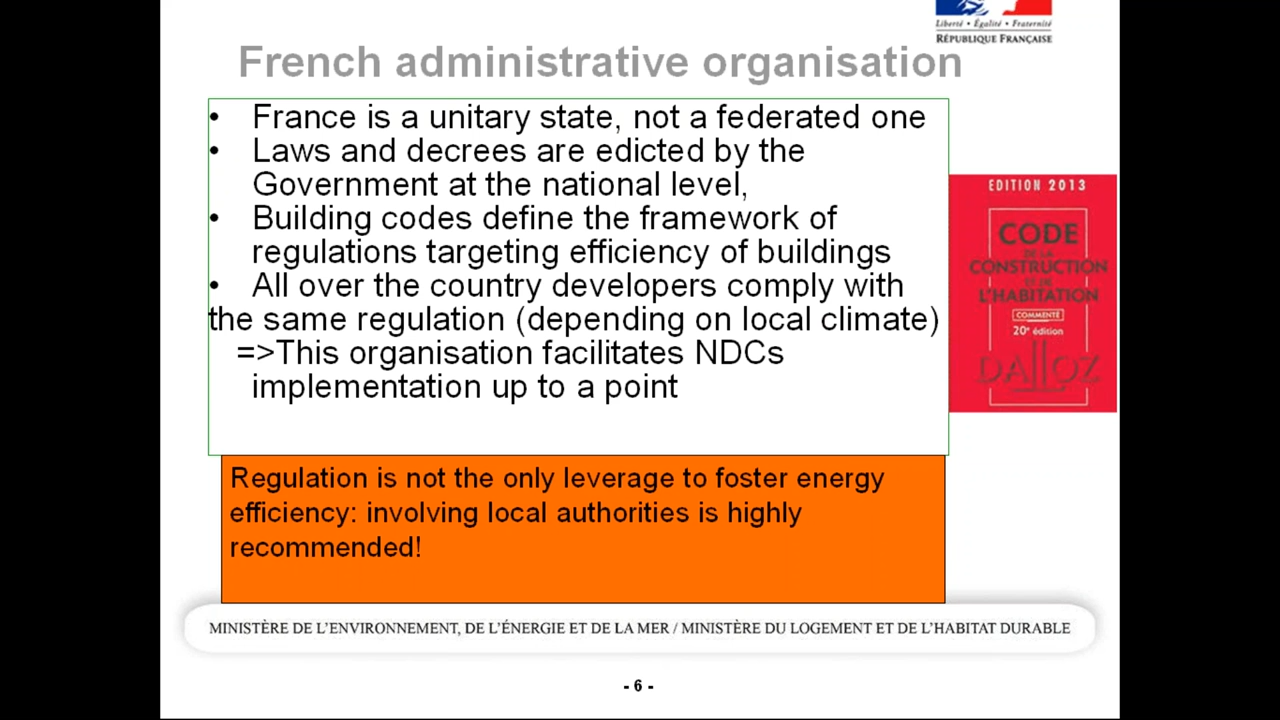 Liberté • Égalité • Fraternité
RÉPUBLIQUE FRANÇAISE
French administrative organisation
• France is a unitary state, not a federated one
• Laws and decrees are edicted by the
Government at the national level,
• Building codes define the framework of
regulations targeting efficiency of buildings
• All over the country developers comply with
the same regulation (depending on local climate)
=>This organisation facilitates NDCs
implementation up to a point
EDITION 2013
CODE
DE LA
CONSTRUCTION
ET DE
L'HABITATION
COMMENTÉ
20e édition
DALLOZ
Regulation is not the only leverage to foster energy
efficiency: involving local authorities is highly
recommended!
MINISTÈRE DE L'ENVIRONNEMENT, DE L'ÉNERGIE ET DE LA MER / MINISTÈRE DU LOGEMENT ET DE L'HABITAT DURABLE
- 6 -